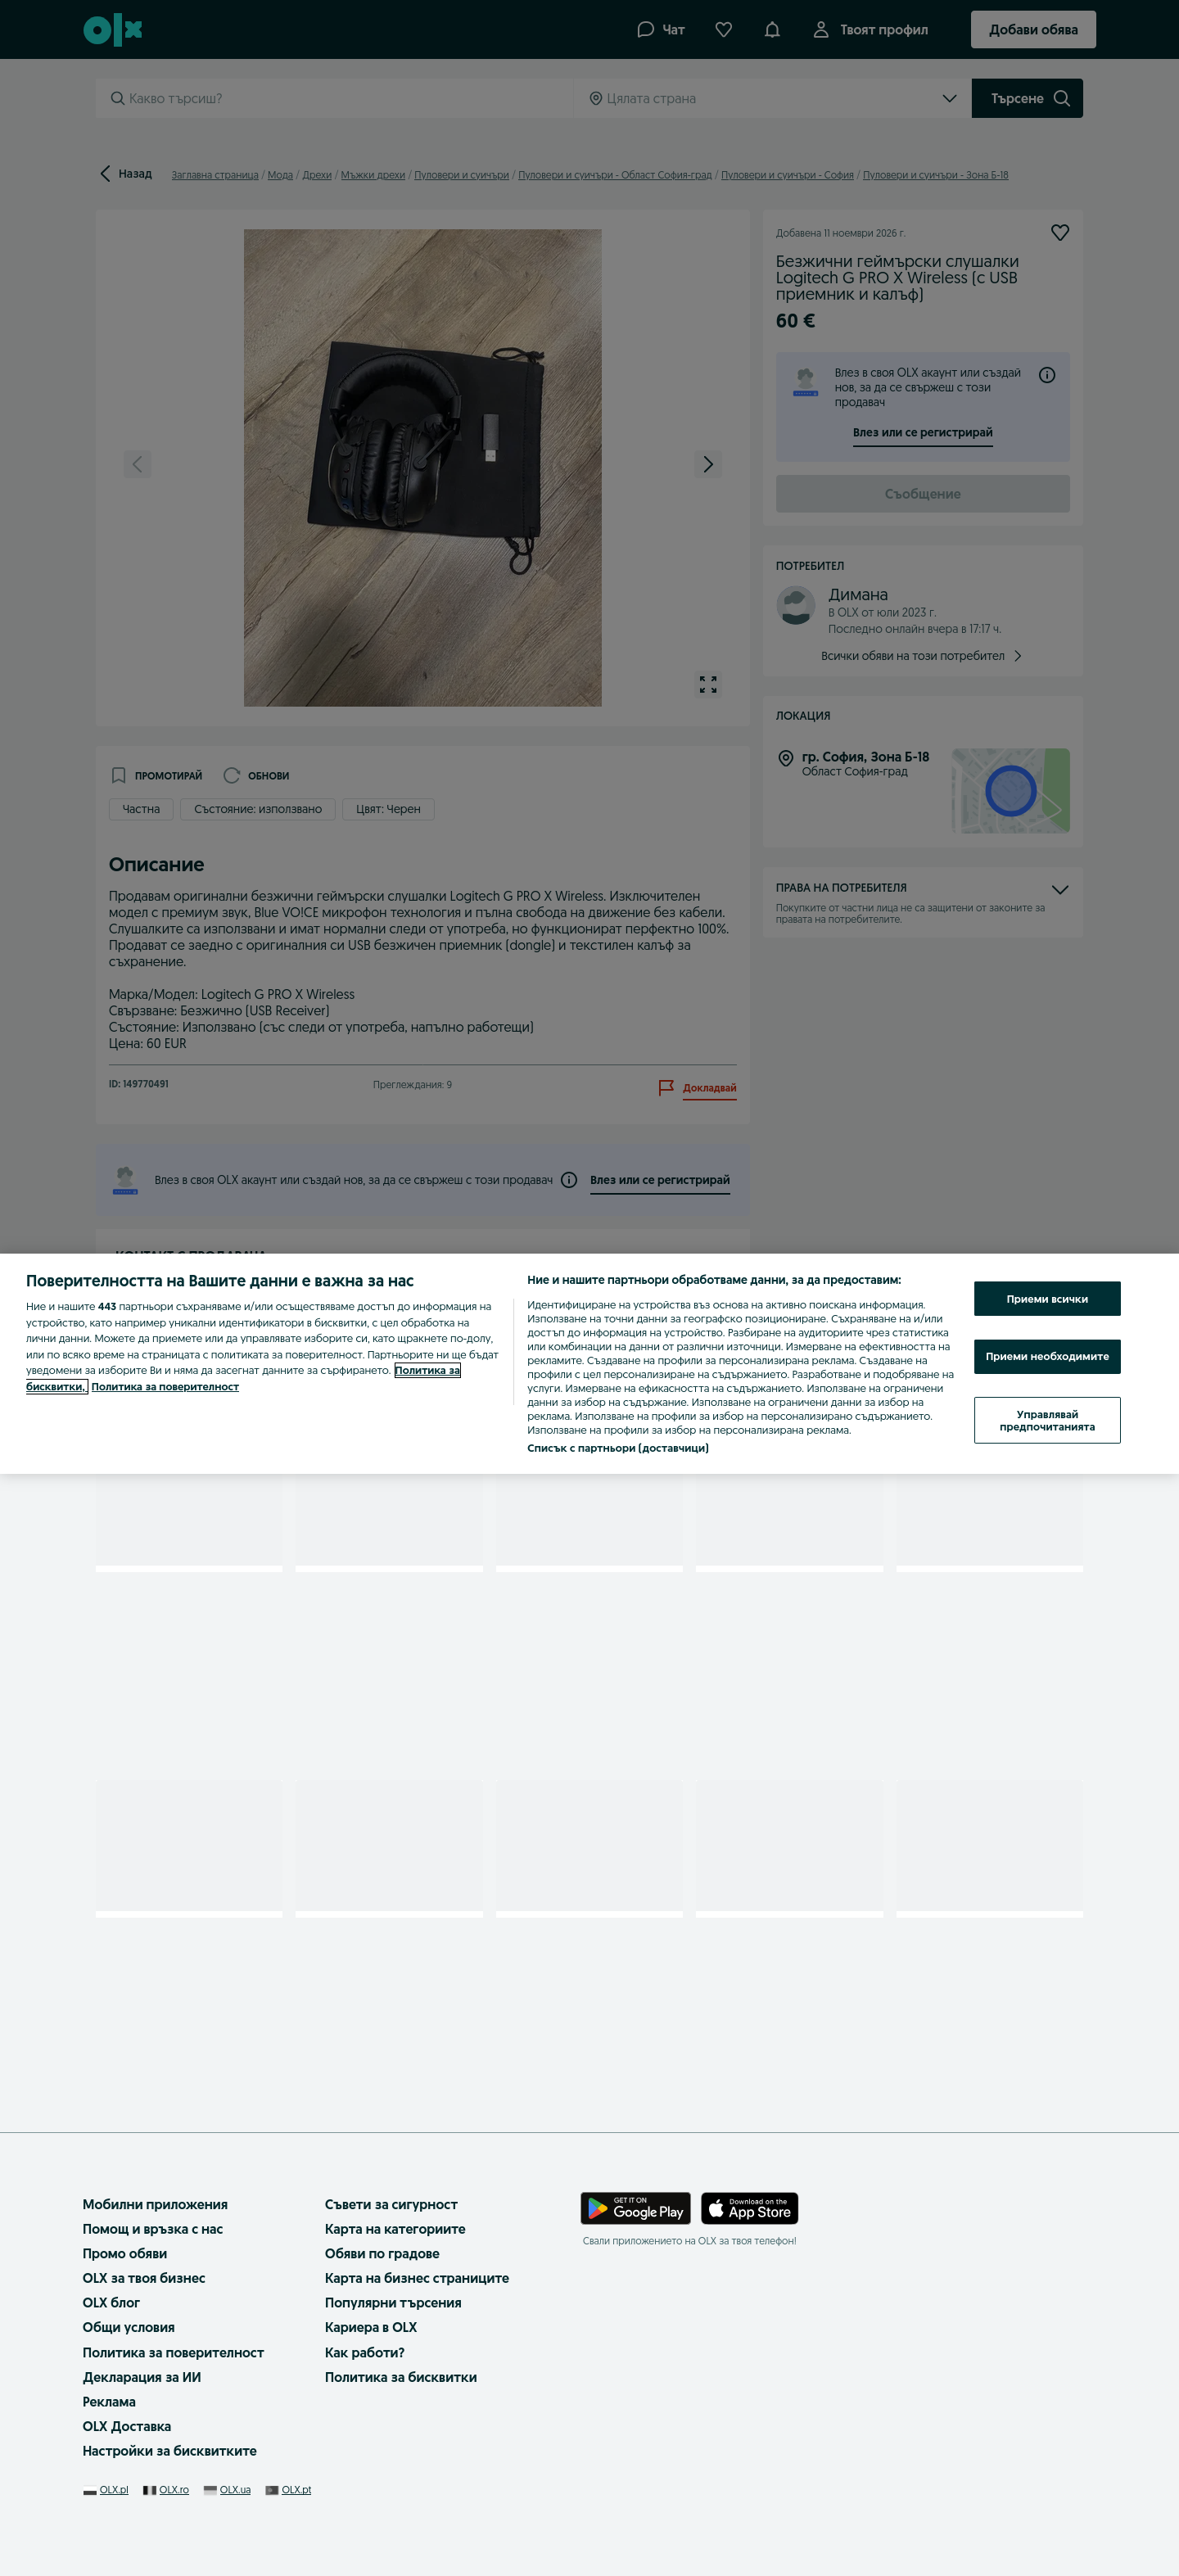 olx
Чат
Твоят профил
Добави обява
Какво търсиш?
Цялата страна
Търсене
Назад
Заглавна страница / Мода / Дрехи / Мъжки дрехи / Пуловери и суичъри / Пуловери и суичъри - Област София-град / Пуловери и суичъри - София / Пуловери и суичъри - Зона Б-18
Добавена 11 ноември 2026 г.
Безжични геймърски слушалки
Logitech G PRO X Wireless (с USB
приемник и калъф)
60 €
Влез в своя OLX акаунт или създай
нов, за да се свържеш с този
продавач
Влез или се регистрирай
Съобщение
ПОТРЕБИТЕЛ
Димана
В OLX от юли 2023 г.
Последно онлайн вчера в 17:17 ч.
Всички обяви на този потребител
ЛОКАЦИЯ
гр. София, Зона Б-18
Област София-град
ПРАВА НА ПОТРЕБИТЕЛЯ
Покупките от частни лица не са защитени от законите за
правата на потребителите.
ПРОМОТИРАЙ
ОБНОВИ
Частна
Състояние: използвано
Цвят: Черен
Описание
Продавам оригинални безжични геймърски слушалки Logitech G PRO X Wireless. Изключителен
модел с премиум звук, Blue VO!CE микрофон технология и пълна свобода на движение без кабели.
Слушалките са използвани и имат нормални следи от употреба, но функционират перфектно 100%.
Продават се заедно с оригиналния си USB безжичен приемник (dongle) и текстилен калъф за
съхранение.
Марка/Модел: Logitech G PRO X Wireless
Свързване: Безжично (USB Receiver)
Състояние: Използвано (със следи от употреба, напълно работещи)
Цена: 60 EUR
ID: 149770491
Преглеждания: 9
Докладвай
Влез в своя OLX акаунт или създай нов, за да се свържеш с този продавач
Влез или се регистрирай
КОНТАКТ С ПРОДАВАЧА
Поверителността на Вашите данни е важна за нас
Ние и нашите 443 партньори съхраняваме и/или осъществяваме достъп до информация на
устройство, като например уникални идентификатори в бисквитки, с цел обработка на
лични данни. Можете да приемете или да управлявате изборите си, като щракнете по-долу,
или по всяко време на страницата с политиката за поверителност. Партньорите ни ще бъдат
уведомени за изборите Ви и няма да засегнат данните за сърфирането. Политика за
бисквитки, Политика за поверителност
Ние и нашите партньори обработваме данни, за да предоставим:
Идентифициране на устройства въз основа на активно поискана информация.
Използване на точни данни за географско позициониране. Съхраняване на и/или
достъп до информация на устройство. Разбиране на аудиториите чрез статистика
или комбинации на данни от различни източници. Измерване на ефективността на
рекламите. Създаване на профили за персонализирана реклама. Създаване на
профили с цел персонализиране на съдържанието. Разработване и подобряване на
услуги. Измерване на ефикасността на съдържанието. Използване на ограничени
данни за избор на съдържание. Използване на ограничени данни за избор на
реклама. Използване на профили за избор на персонализирано съдържанието.
Използване на профили за избор на персонализирана реклама.
Списък с партньори (доставчици)
Приеми всички
Приеми необходимите
Управлявай
предпочитанията
Мобилни приложения
Помощ и връзка с нас
Промо обяви
OLX за твоя бизнес
OLX блог
Общи условия
Политика за поверителност
Декларация за ИИ
Реклама
OLX Доставка
Настройки за бисквитките
Съвети за сигурност
Карта на категориите
Обяви по градове
Карта на бизнес страниците
Популярни търсения
Кариера в OLX
Как работи?
Политика за бисквитки
GET IT ON
Google Play
Download on the
App Store
Свали приложението на OLX за твоя телефон!
OLX.pl
OLX.ro
OLX.ua
OLX.pt